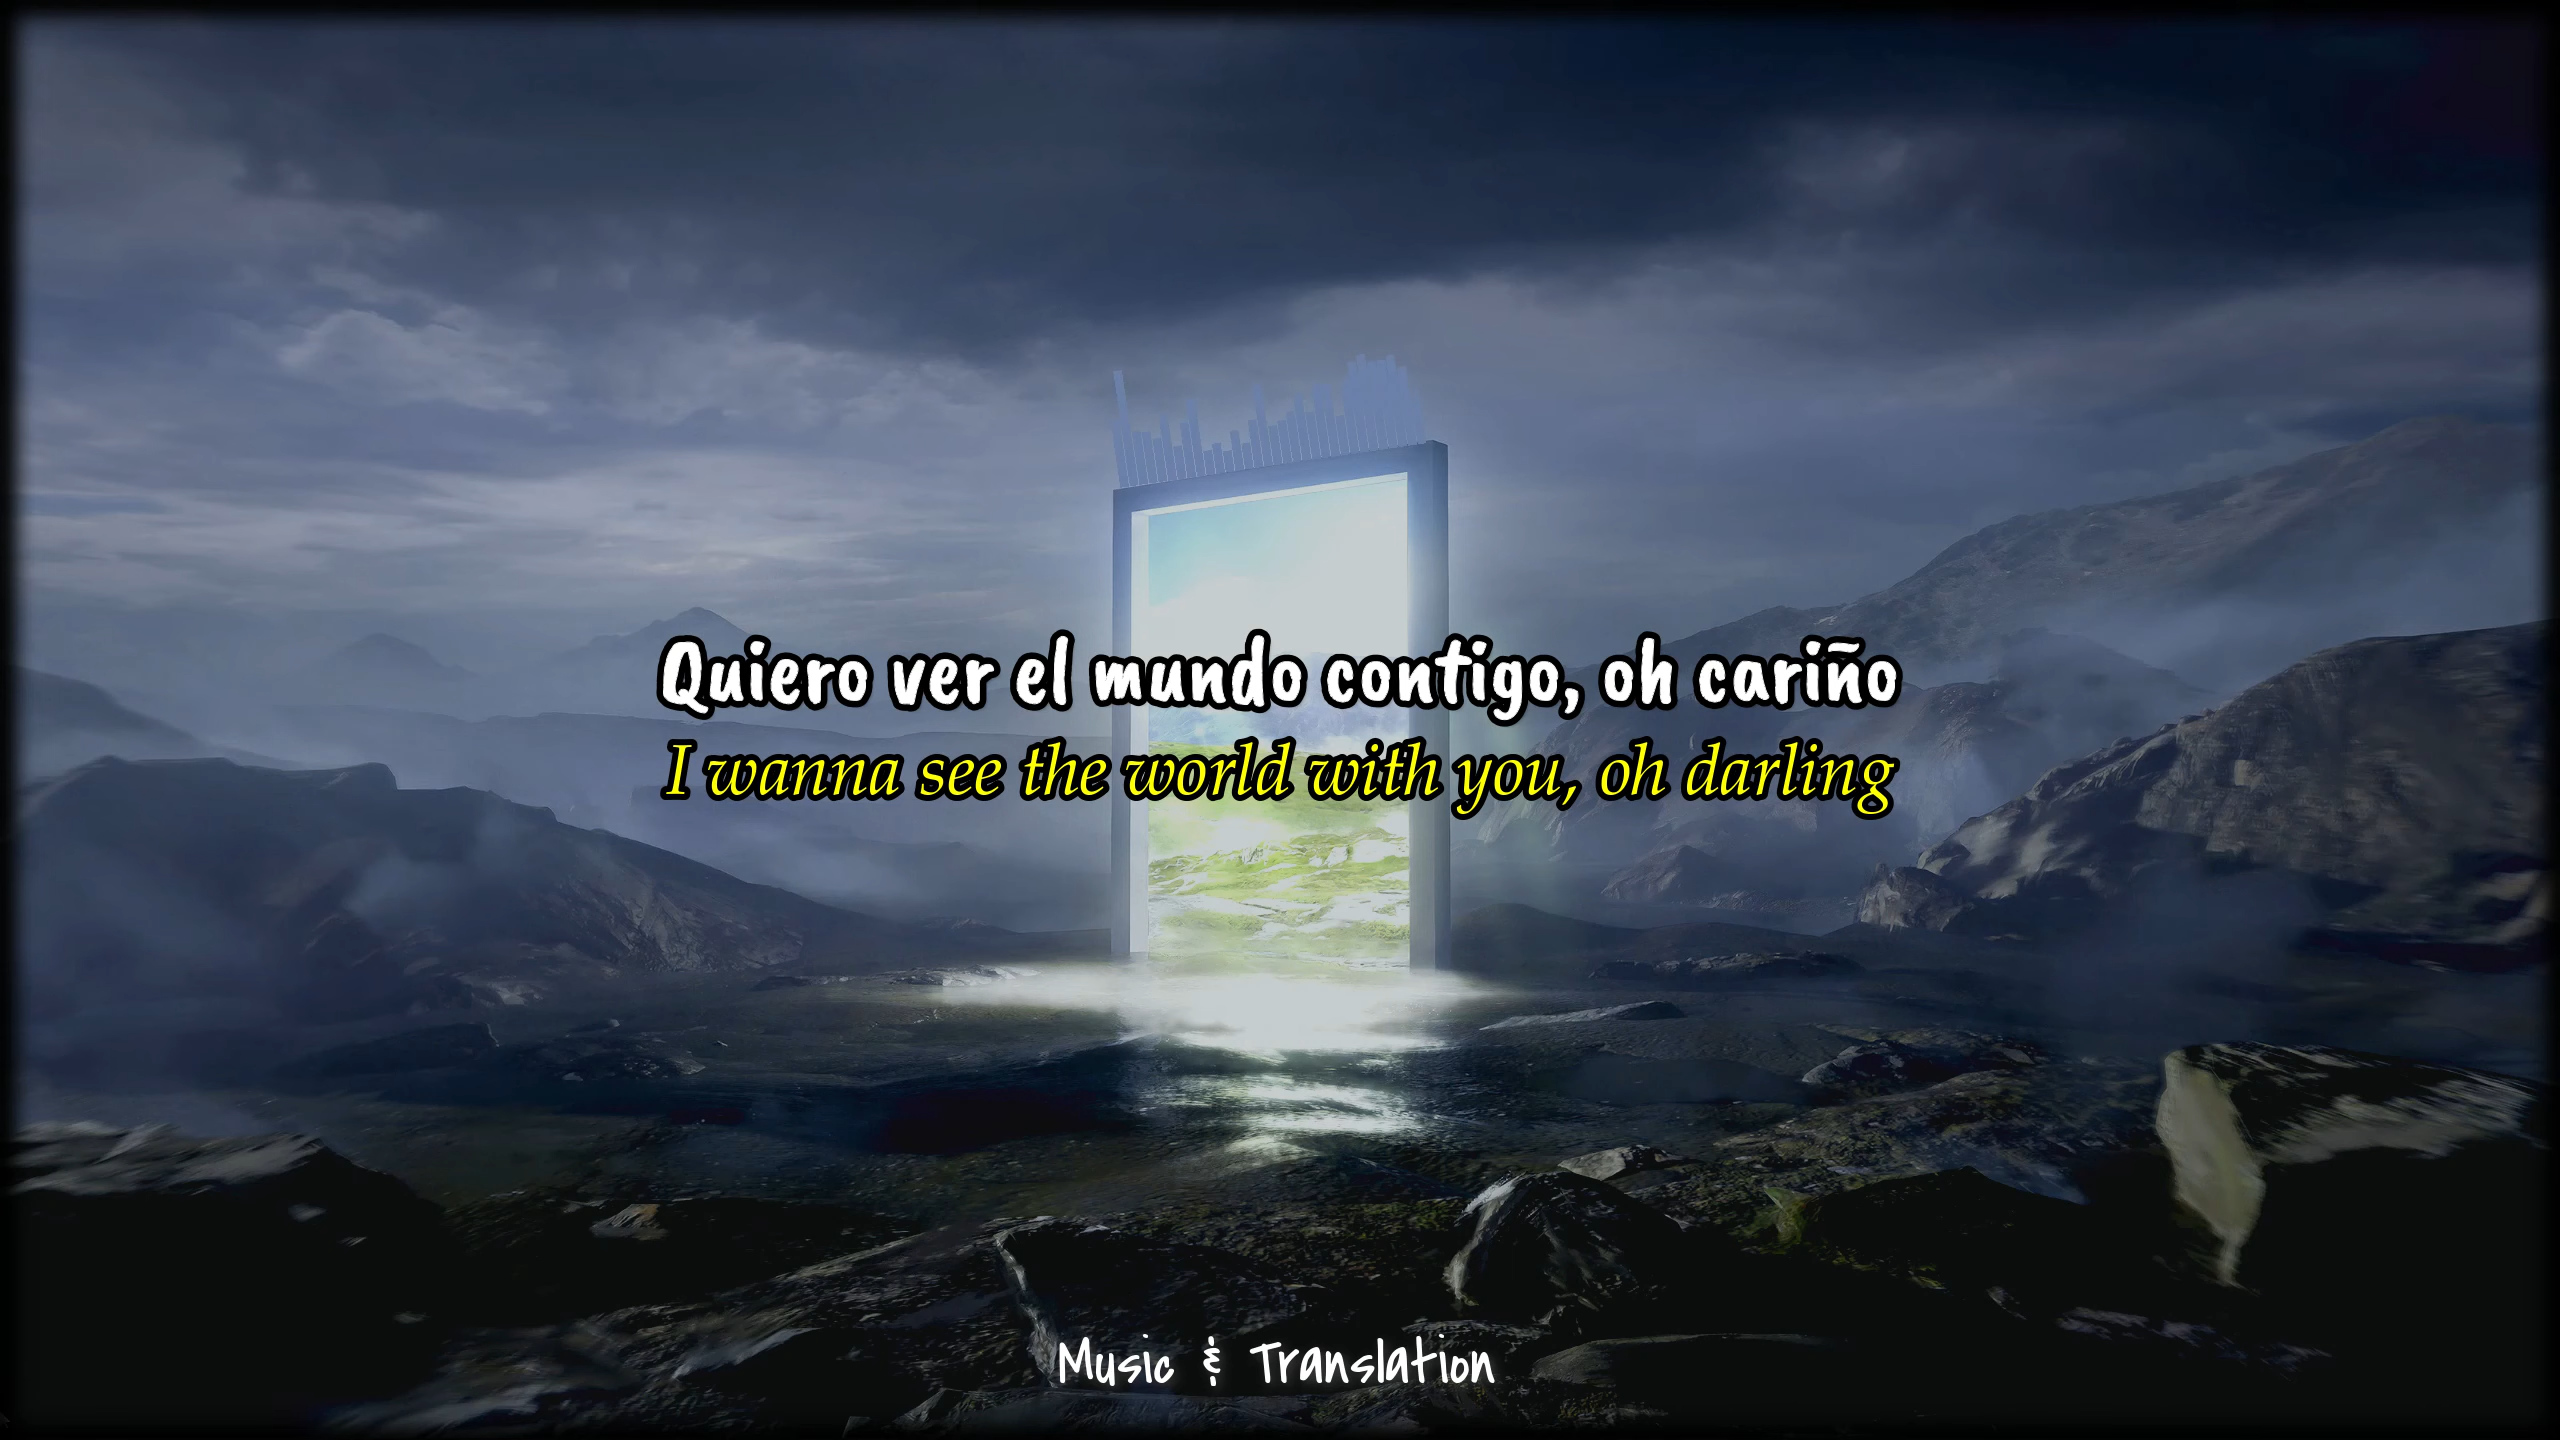 Quiero ver el mundo contigo, oh cariño
I wanna see the world with you, oh darling
Music & Translation